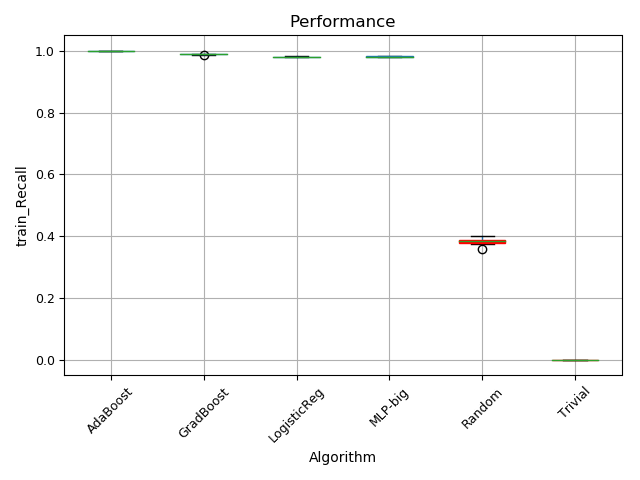 Performance
1.0
0.8
0.6
0.4
0.2
0.0
train_Recall
AdaBoost
GradBoost
LogisticReg
MLP-big
Random
Trivial
Algorithm